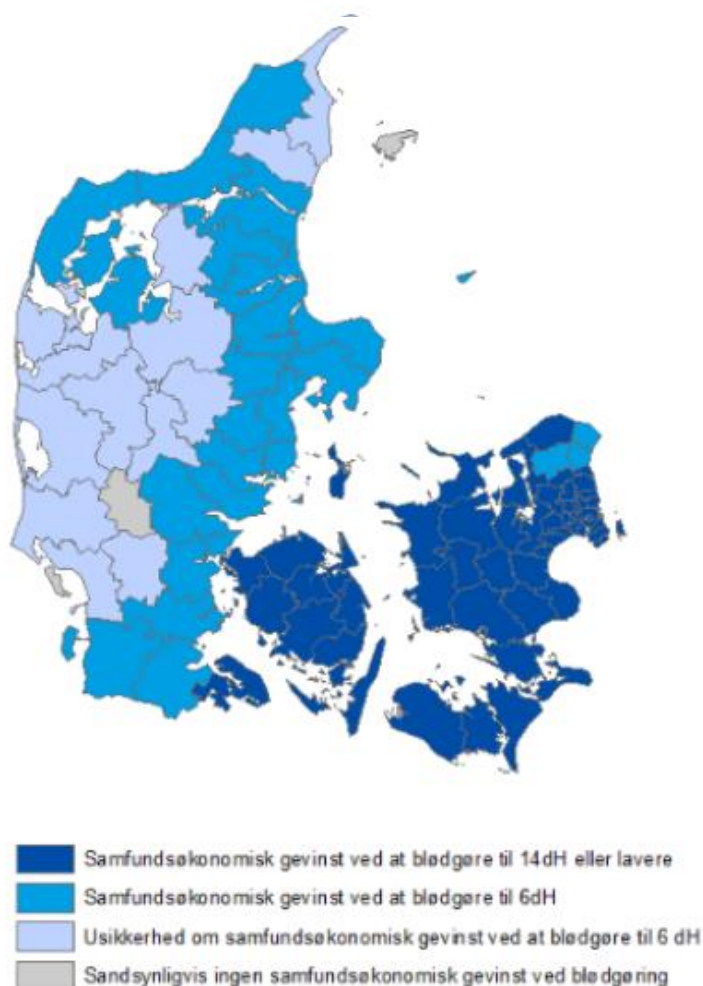 Samfundsøkonomisk gevinst ved at blødgøre til 14dH eller lavere
Samfundsøkonomisk gevinst ved at blødgøre til 6dH
Usikkerhed om samfundsøkonomisk gevinst ved at blødgøre til 6 dH
Sandsynligvis ingen samfundsøkonomisk gevinst ved blødgøring